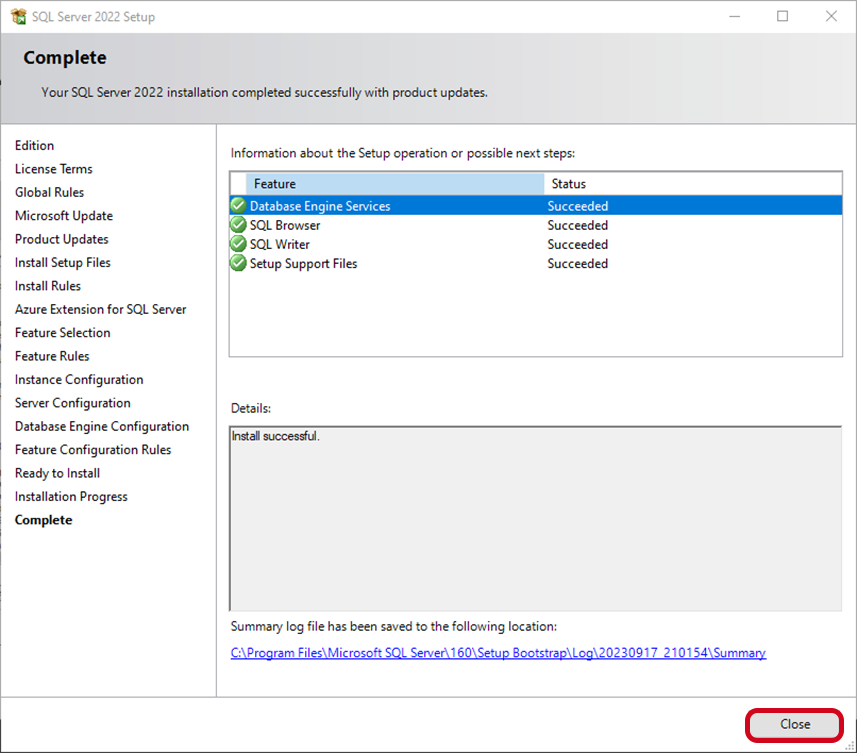 SQL Server 2022 Setup
Complete
Your SQL Server 2022 installation completed successfully with product updates.
Edition
License Terms
Global Rules
Microsoft Update
Product Updates
Install Setup Files
Install Rules
Azure Extension for SQL Server
Feature Selection
Feature Rules
Instance Configuration
Server Configuration
Database Engine Configuration
Feature Configuration Rules
Ready to Install
Installation Progress
Complete
Information about the Setup operation or possible next steps:
Feature Status
Database Engine Services Succeeded
SQL Browser Succeeded
SQL Writer Succeeded
Setup Support Files Succeeded
Details:
Install successful.
Summary log file has been saved to the following location:
C:\Program Files\Microsoft SQL Server\160\Setup Bootstrap\Log\20230917_210154\Summary
Close